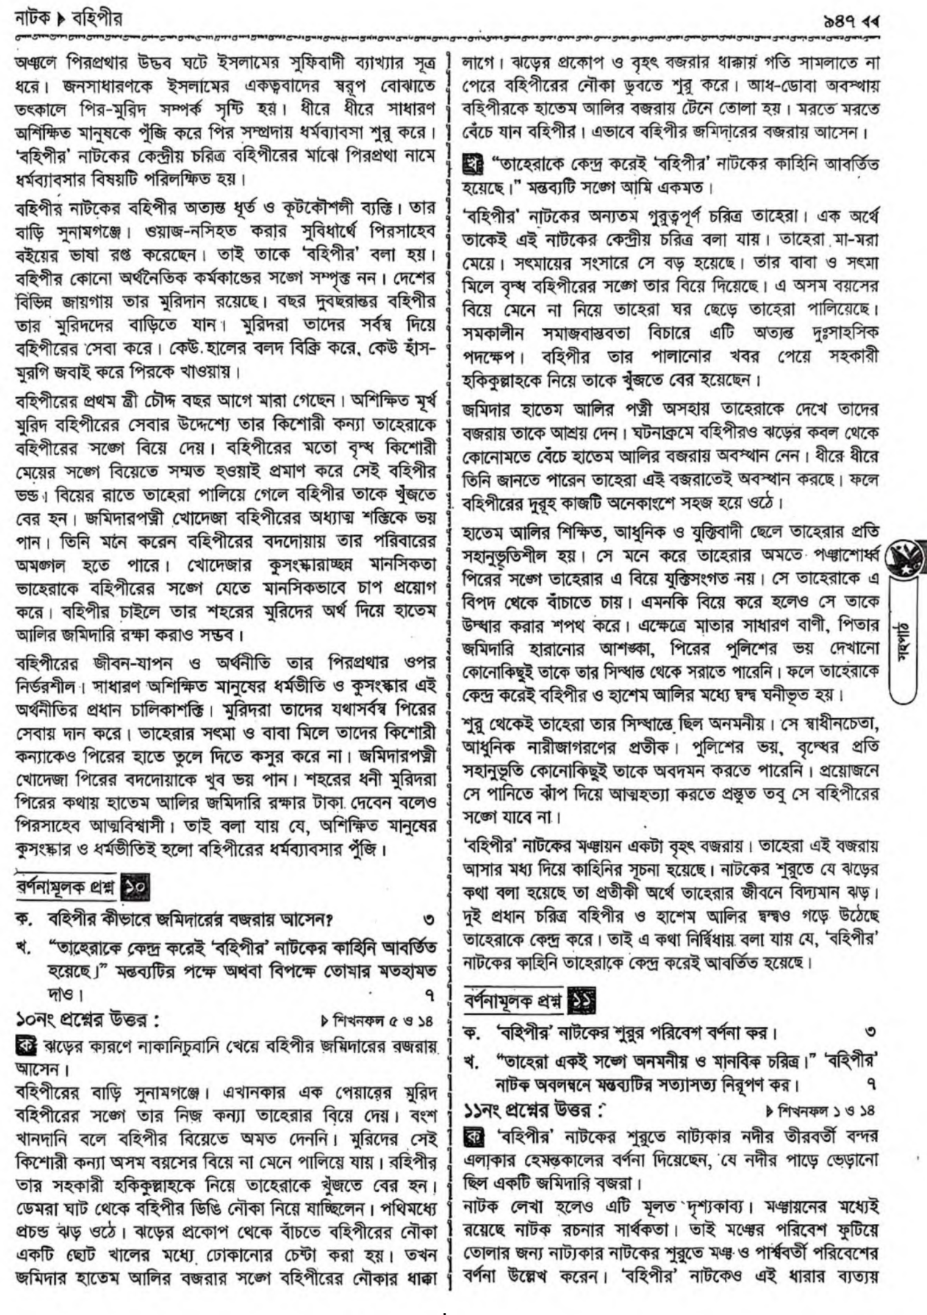 নাটক ▶ বহিপীর
৯৪৭ ◀◀
অঞ্চলে পিরপ্রথার উদ্ভব ঘটে ইসলামের সুফিবাদী ব্যাখ্যার সূত্র
ধরে। জনসাধারণকে ইসলামের একত্ববাদের স্বরূপ বোঝাতে
তৎকালে পির-মুরিদ সম্পর্ক সৃষ্টি হয়। ধীরে ধীরে সাধারণ
অশিক্ষিত মানুষকে পুঁজি করে পির সম্প্রদায় ধর্মব্যাবসা শুরু করে।
'বহিপীর' নাটকের কেন্দ্রীয় চরিত্র বহিপীরের মাঝে পিরপ্রথা নামে
ধর্মব্যাবসার বিষয়টি পরিলক্ষিত হয়।
বহিপীর নাটকের বহিপীর অত্যন্ত ধূর্ত ও কূটকৌশলী ব্যক্তি। তার
বাড়ি সুনামগঞ্জে। ওয়াজ-নসিহত করার সুবিধার্থে পিরসাহেব
বইয়ের ভাষা রপ্ত করেছেন। তাই তাকে 'বহিপীর' বলা হয়।
বহিপীর কোনো অর্থনৈতিক কর্মকাণ্ডের সঙ্গে সম্পৃক্ত নন। দেশের
বিভিন্ন জায়গায় তার মুরিদান রয়েছে। বছর দুবছরান্তর বহিপীর
তার মুরিদদের বাড়িতে যান। মুরিদরা তাদের সর্বস্ব দিয়ে
বহিপীরের সেবা করে। কেউ হালের বলদ বিক্রি করে, কেউ হাঁস-
মুরগি জবাই করে পিরকে খাওয়ায়।
বহিপীরের প্রথম স্ত্রী চৌদ্দ বছর আগে মারা গেছেন। অশিক্ষিত মূর্খ
মুরিদ বহিপীরের সেবার উদ্দেশ্যে তার কিশোরী কন্যা তাহেরাকে
বহিপীরের সঙ্গে বিয়ে দেয়। বহিপীরের মতো বৃদ্ধ কিশোরী
মেয়ের সঙ্গে বিয়েতে সম্মত হওয়াই প্রমাণ করে সেই বহিপীর
ভন্ড। বিয়ের রাতে তাহেরা পালিয়ে গেলে বহিপীর তাকে খুঁজতে
বের হন। জমিদারপত্নী খোদেজা বহিপীরের অধ্যাত্ম শক্তিকে ভয়
পান। তিনি মনে করেন বহিপীরের বদদোয়ায় তার পরিবারের
অমঙ্গল হতে পারে। খোদেজার কুসংস্কারাচ্ছন্ন মানসিকতা
তাহেরাকে বহিপীরের সঙ্গে যেতে মানসিকভাবে চাপ প্রয়োগ
করে। বহিপীর চাইলে তার শহরের মুরিদের অর্থ দিয়ে হাতেম
আলির জমিদারি রক্ষা করাও সম্ভব।
বহিপীরের জীবন-যাপন ও অর্থনীতি তার পিরপ্রথার ওপর
নির্ভরশীল। সাধারণ অশিক্ষিত মানুষের ধর্মভীতি ও কুসংস্কার এই
অর্থনীতির প্রধান চালিকাশক্তি। মুরিদরা তাদের যথাসর্বস্ব পিরের
সেবায় দান করে। তাহেরার সৎমা ও বাবা মিলে তাদের কিশোরী
কন্যাকেও পিরের হাতে তুলে দিতে কসুর করে না। জমিদারপত্নী
খোদেজা পিরের বদদোয়াকে খুব ভয় পান। শহরের ধনী মুরিদরা
পিরের কথায় হাতেম আলির জমিদারি রক্ষার টাকা দেবেন বলেও
পিরসাহেব আত্মবিশ্বাসী। তাই বলা যায় যে, অশিক্ষিত মানুষের
কুসংস্কার ও ধর্মভীতিই হলো বহিপীরের ধর্মব্যাবসার পুঁজি।
বর্ণনামূলক প্রশ্ন ১০
ক. বহিপীর কীভাবে জমিদারের বজরায় আসেন? ৩
খ. "তাহেরাকে কেন্দ্র করেই 'বহিপীর' নাটকের কাহিনি আবর্তিত
হয়েছে।" মন্তব্যটির পক্ষে অথবা বিপক্ষে তোমার মতামত
দাও। ৭
১০নং প্রশ্নের উত্তর : ▶ শিখনফল ৫ ও ১৪
ক ঝড়ের কারণে নাকানিচুবানি খেয়ে বহিপীর জমিদারের বজরায়
আসেন।
বহিপীরের বাড়ি সুনামগঞ্জে। এখানকার এক পেয়ারের মুরিদ
বহিপীরের সঙ্গে তার নিজ কন্যা তাহেরার বিয়ে দেয়। বংশ
খানদানি বলে বহিপীর বিয়েতে অমত দেননি। মুরিদের সেই
কিশোরী কন্যা অসম বয়সের বিয়ে না মেনে পালিয়ে যায়। বহিপীর
তার সহকারী হকিকুল্লাহকে নিয়ে তাহেরাকে খুঁজতে বের হন।
ডেমরা ঘাট থেকে বহিপীর ডিঙি নৌকা নিয়ে যাচ্ছিলেন। পথিমধ্যে
প্রচন্ড ঝড় ওঠে। ঝড়ের প্রকোপ থেকে বাঁচতে বহিপীরের নৌকা
একটি ছোট খালের মধ্যে ঢোকানোর চেষ্টা করা হয়। তখন
জমিদার হাতেম আলির বজরার সঙ্গে বহিপীরের নৌকার ধাক্কা
লাগে। ঝড়ের প্রকোপ ও বৃহৎ বজরার ধাক্কায় গতি সামলাতে না
পেরে বহিপীরের নৌকা ডুবতে শুরু করে। আধ-ডোবা অবস্থায়
বহিপীরকে হাতেম আলির বজরায় টেনে তোলা হয়। মরতে মরতে
বেঁচে যান বহিপীর। এভাবে বহিপীর জমিদারের বজরায় আসেন।
খ "তাহেরাকে কেন্দ্র করেই 'বহিপীর' নাটকের কাহিনি আবর্তিত
হয়েছে।" মন্তব্যটি সঙ্গে আমি একমত।
'বহিপীর' নাটকের অন্যতম গুরুত্বপূর্ণ চরিত্র তাহেরা। এক অর্থে
তাকেই এই নাটকের কেন্দ্রীয় চরিত্র বলা যায়। তাহেরা মা-মরা
মেয়ে। সৎমায়ের সংসারে সে বড় হয়েছে। তার বাবা ও সৎমা
মিলে বৃদ্ধ বহিপীরের সঙ্গে তার বিয়ে দিয়েছে। এ অসম বয়সের
বিয়ে মেনে না নিয়ে তাহেরা ঘর ছেড়ে তাহেরা পালিয়েছে।
সমকালীন সমাজবাস্তবতা বিচারে এটি অত্যন্ত দুঃসাহসিক
পদক্ষেপ। বহিপীর তার পালানোর খবর পেয়ে সহকারী
হকিকুল্লাহকে নিয়ে তাকে খুঁজতে বের হয়েছেন।
জমিদার হাতেম আলির পত্নী অসহায় তাহেরাকে দেখে তাদের
বজরায় তাকে আশ্রয় দেন। ঘটনাক্রমে বহিপীরও ঝড়ের কবল থেকে
কোনোমতে বেঁচে হাতেম আলির বজরায় অবস্থান নেন। ধীরে ধীরে
তিনি জানতে পারেন তাহেরা এই বজরাতেই অবস্থান করছে। ফলে
বহিপীরের দুরূহ কাজটি অনেকাংশে সহজ হয়ে ওঠে।
হাতেম আলির শিক্ষিত, আধুনিক ও যুক্তিবাদী ছেলে তাহেরার প্রতি
সহানুভূতিশীল হয়। সে মনে করে তাহেরার অমতে পঞ্চাশোর্ধ্ব
পিরের সঙ্গে তাহেরার এ বিয়ে যুক্তিসংগত নয়। সে তাহেরাকে এ
বিপদ থেকে বাঁচাতে চায়। এমনকি বিয়ে করে হলেও সে তাকে
উদ্ধার করার শপথ করে। এক্ষেত্রে মাতার সাধারণ বাণী, পিতার
জমিদারি হারানোর আশঙ্কা, পিরের পুলিশের ভয় দেখানো
কোনোকিছুই তাকে তার সিদ্ধান্ত থেকে সরাতে পারেনি। ফলে তাহেরাকে
কেন্দ্র করেই বহিপীর ও হাশেম আলির মধ্যে দ্বন্দ্ব ঘনীভূত হয়।
শুরু থেকেই তাহেরা তার সিদ্ধান্তে ছিল অনমনীয়। সে স্বাধীনচেতা,
আধুনিক নারীজাগরণের প্রতীক। পুলিশের ভয়, বৃদ্ধের প্রতি
সহানুভূতি কোনোকিছুই তাকে অবদমন করতে পারেনি। প্রয়োজনে
সে পানিতে ঝাঁপ দিয়ে আত্মহত্যা করতে প্রস্তুত তবু সে বহিপীরের
সঙ্গে যাবে না।
'বহিপীর' নাটকের মঞ্চায়ন একটা বৃহৎ বজরায়। তাহেরা এই বজরায়
আসার মধ্য দিয়ে কাহিনির সূচনা হয়েছে। নাটকের শুরুতে যে ঝড়ের
কথা বলা হয়েছে তা প্রতীকী অর্থে তাহেরার জীবনে বিদ্যমান ঝড়।
দুই প্রধান চরিত্র বহিপীর ও হাশেম আলির দ্বন্দ্বও গড়ে উঠেছে
তাহেরাকে কেন্দ্র করে। তাই এ কথা নির্দ্বিধায় বলা যায় যে, 'বহিপীর'
নাটকের কাহিনি তাহেরাকে কেন্দ্র করেই আবর্তিত হয়েছে।
বর্ণনামূলক প্রশ্ন ১১
ক. 'বহিপীর' নাটকের শুরুর পরিবেশ বর্ণনা কর। ৩
খ. "তাহেরা একই সঙ্গে অনমনীয় ও মানবিক চরিত্র।" 'বহিপীর'
নাটক অবলম্বনে মন্তব্যটির সত্যাসত্য নিরূপণ কর। ৭
১১নং প্রশ্নের উত্তর : ▶ শিখনফল ১ ও ১৪
ক 'বহিপীর' নাটকের শুরুতে নাট্যকার নদীর তীরবর্তী বন্দর
এলাকার হেমন্তকালের বর্ণনা দিয়েছেন, যে নদীর পাড়ে ভেড়ানো
ছিল একটি জমিদারি বজরা।
নাটক লেখা হলেও এটি মূলত দৃশ্যকাব্য। মঞ্চায়নের মধ্যেই
রয়েছে নাটক রচনার সার্থকতা। তাই মঞ্চের পরিবেশ ফুটিয়ে
তোলার জন্য নাট্যকার নাটকের শুরুতে মঞ্চ ও পার্শ্ববর্তী পরিবেশের
বর্ণনা উল্লেখ করেন। 'বহিপীর' নাটকেও এই ধারার ব্যত্যয়
সহপাঠ